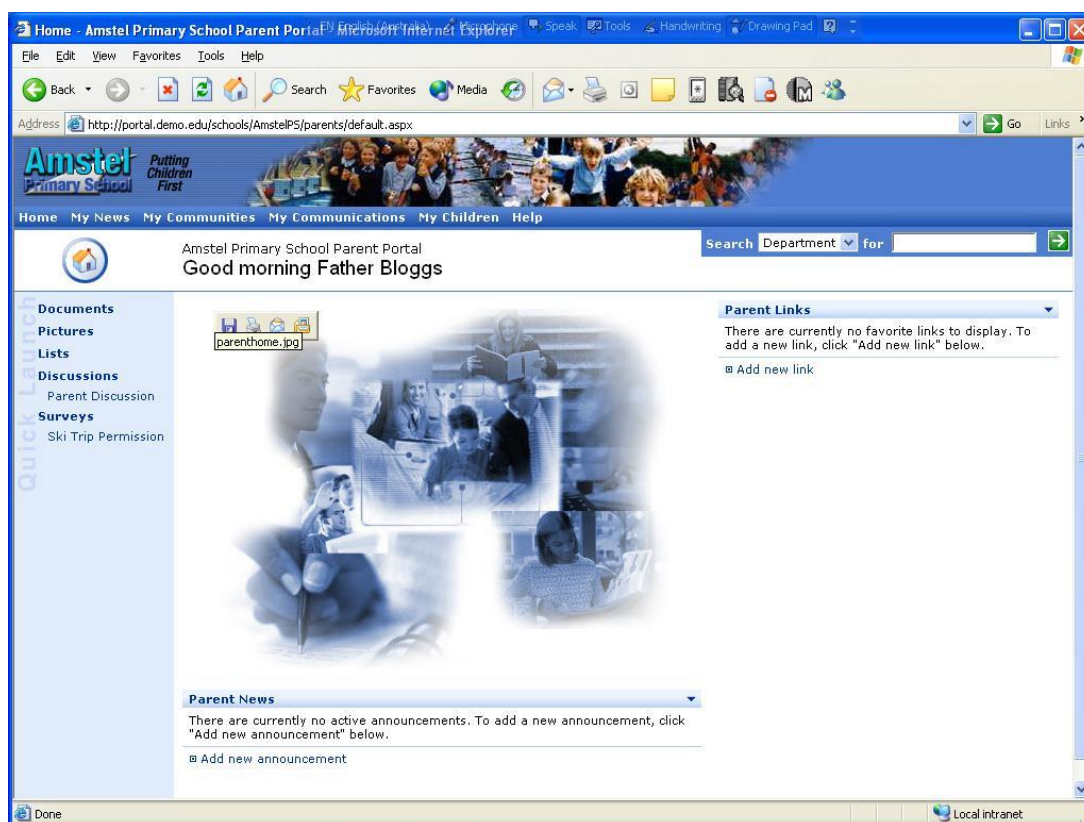 Home - Amstel Primary School Parent Portal - Microsoft Internet Explorer
EN English (Australia) Microphone Speak Tools Handwriting Drawing Pad
File Edit View Favorites Tools Help
Back Search Favorites Media
Address http://portal.demo.edu/schools/AmstelPS/parents/default.aspx Go Links
Amstel
Primary School
Putting
Children
First
Home My News My Communities My Communications My Children Help
Search Department for
Amstel Primary School Parent Portal
Good morning Father Bloggs
Quick Launch
Documents
Pictures
Lists
Discussions
Parent Discussion
Surveys
Ski Trip Permission
parenthome.jpg
Parent Links
There are currently no favorite links to display. To
add a new link, click "Add new link" below.
Add new link
Parent News
There are currently no active announcements. To add a new announcement, click
"Add new announcement" below.
Add new announcement
Done
Local intranet